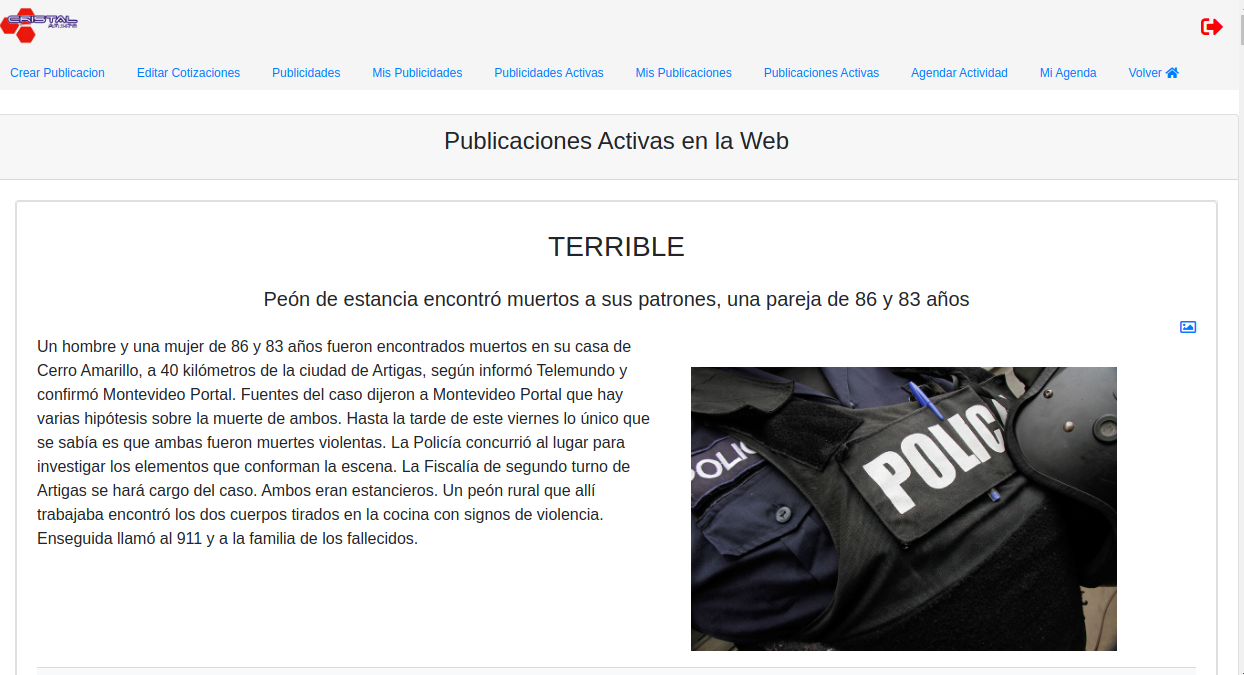 CRISTAL
Crear Publicacion Editar Cotizaciones Publicidades Mis Publicidades Publicidades Activas Mis Publicaciones Publicaciones Activas Agendar Actividad Mi Agenda Volver
Publicaciones Activas en la Web
TERRIBLE
Peón de estancia encontró muertos a sus patrones, una pareja de 86 y 83 años
Un hombre y una mujer de 86 y 83 años fueron encontrados muertos en su casa de
Cerro Amarillo, a 40 kilómetros de la ciudad de Artigas, según informó Telemundo y
confirmó Montevideo Portal. Fuentes del caso dijeron a Montevideo Portal que hay
varias hipótesis sobre la muerte de ambos. Hasta la tarde de este viernes lo único que
se sabía es que ambas fueron muertes violentas. La Policía concurrió al lugar para
investigar los elementos que conforman la escena. La Fiscalía de segundo turno de
Artigas se hará cargo del caso. Ambos eran estancieros. Un peón rural que allí
trabajaba encontró los dos cuerpos tirados en la cocina con signos de violencia.
Enseguida llamó al 911 y a la familia de los fallecidos.
POLIC
POLIC